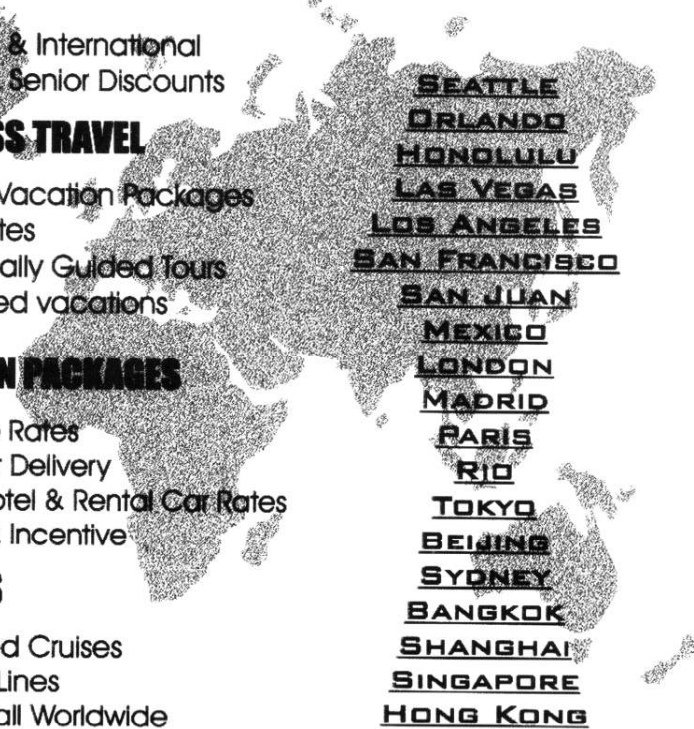 & International
Senior Discounts
SS TRAVEL
Vacation Packages
tes
ally Guided Tours
ed vacations
N PACKAGES
Rates
Delivery
otel & Rental Car Rates
Incentive
S
d Cruises
Lines
all Worldwide
SEATTLE
ORLANDO
HONOLULU
LAS VEGAS
LOS ANGELES
SAN FRANCISCO
SAN JUAN
MEXICO
LONDON
MADRID
PARIS
RIO
TOKYO
BEIJING
SYDNEY
BANGKOK
SHANGHAI
SINGAPORE
HONG KONG